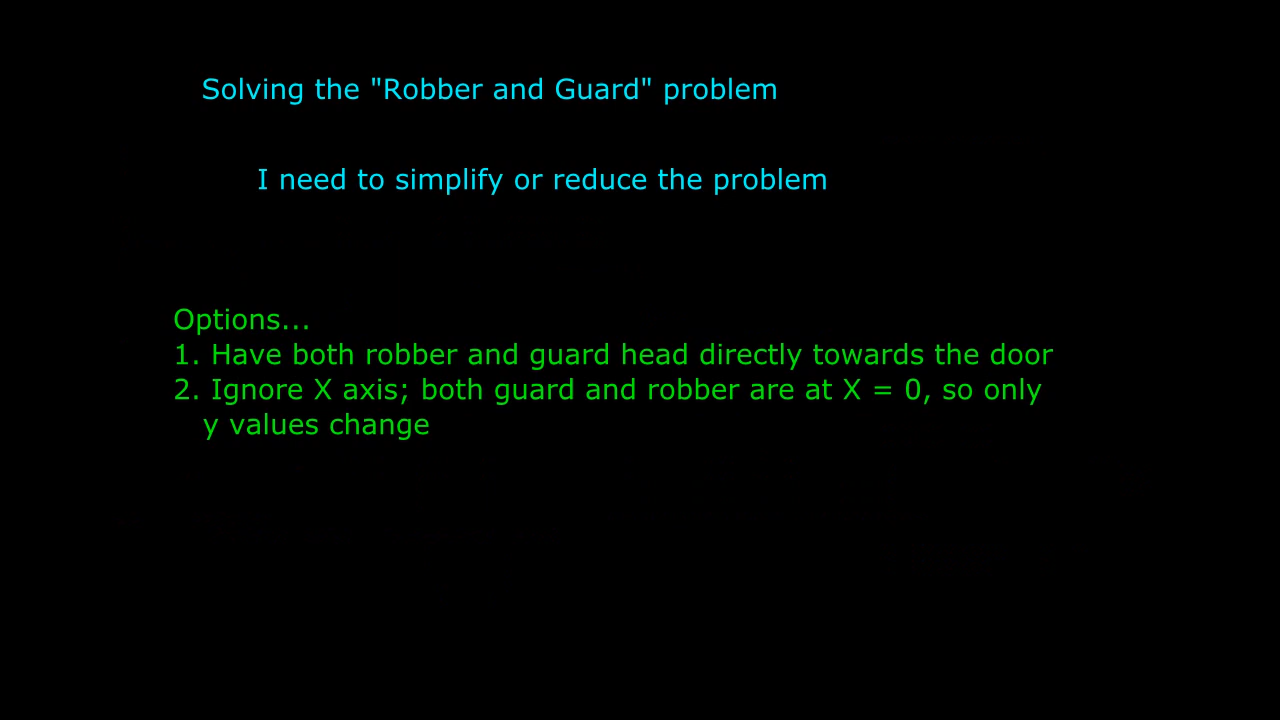 Solving the "Robber and Guard" problem
I need to simplify or reduce the problem
Options...
1. Have both robber and guard head directly towards the door
2. Ignore X axis; both guard and robber are at X = 0, so only
y values change